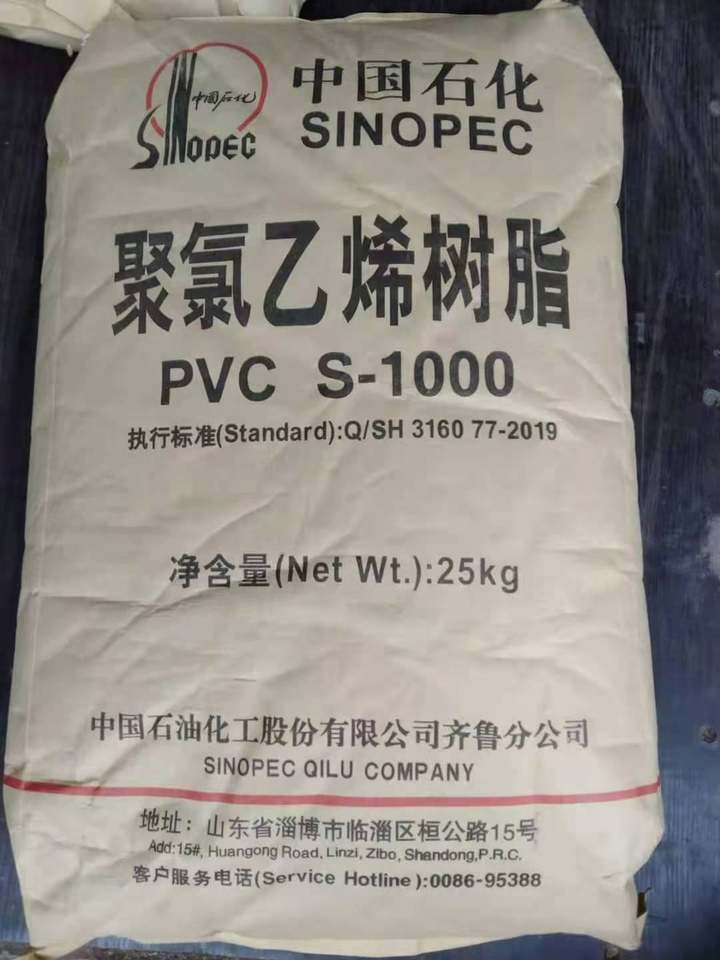 中国石化
SINOPEC
中国石化
SINOPEC
聚氯乙烯树脂
PVC S-1000
执行标准(Standard):Q/SH 3160 77-2019
净含量(Net Wt.):25kg
中国石油化工股份有限公司齐鲁分公司
SINOPEC QILU COMPANY
地址：山东省淄博市临淄区桓公路15号
Add:15#, Huangong Road, Linzi, Zibo, Shandong,P.R.C.
客户服务电话(Service Hotline):0086-95388